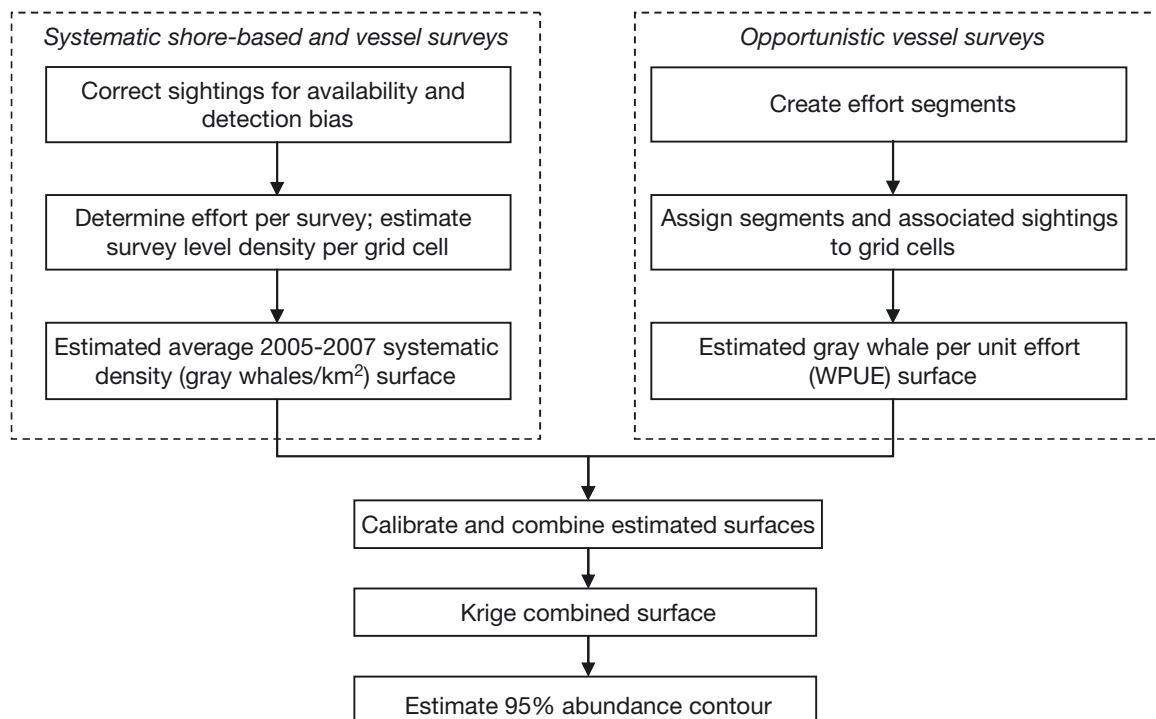 Systematic shore-based and vessel surveys
Correct sightings for availability and
detection bias
Determine effort per survey; estimate
survey level density per grid cell
Estimated average 2005-2007 systematic
density (gray whales/km²) surface
Opportunistic vessel surveys
Create effort segments
Assign segments and associated sightings
to grid cells
Estimated gray whale per unit effort
(WPUE) surface
Calibrate and combine estimated surfaces
Krige combined surface
Estimate 95% abundance contour